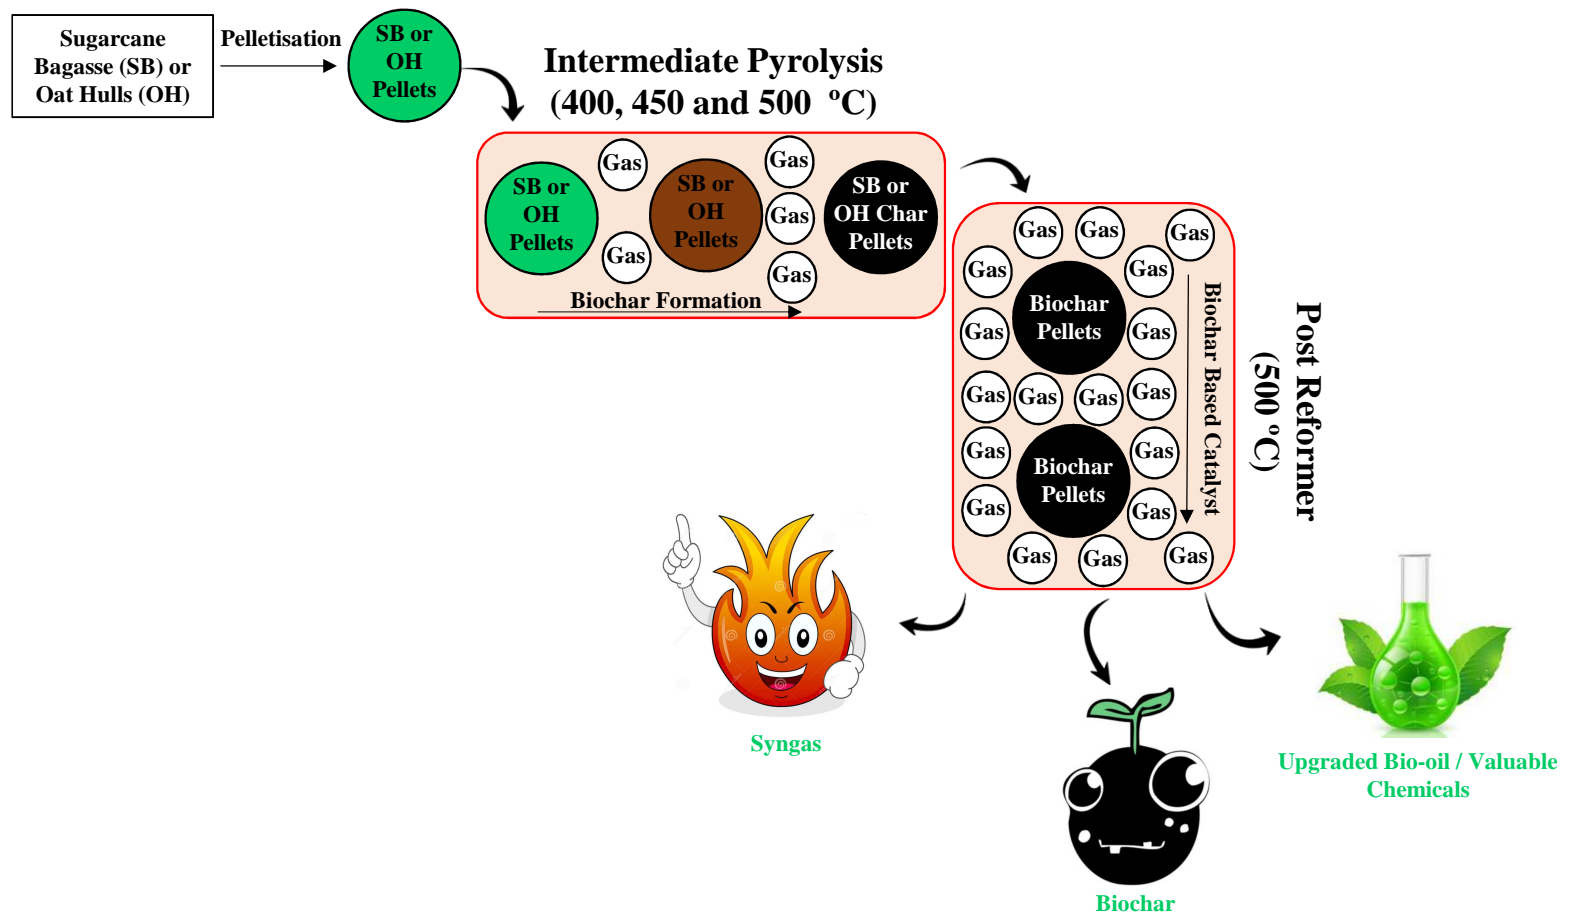 Sugarcane
Bagasse (SB) or
Oat Hulls (OH)
Pelletisation
SB or
OH
Pellets
Intermediate Pyrolysis
(400, 450 and 500 ºC)
SB or
OH
Pellets
Gas
Gas
SB or
OH
Pellets
Gas
Gas
Gas
SB or
OH Char
Pellets
Biochar Formation
Gas
Gas
Gas
Gas
Gas
Biochar
Pellets
Gas
Gas
Gas
Gas
Gas
Gas
Gas
Gas
Biochar
Pellets
Gas
Gas
Gas
Gas
Gas
Biochar Based Catalyst
Post Reformer
(500 ºC)
Syngas
Biochar
Upgraded Bio-oil / Valuable
Chemicals